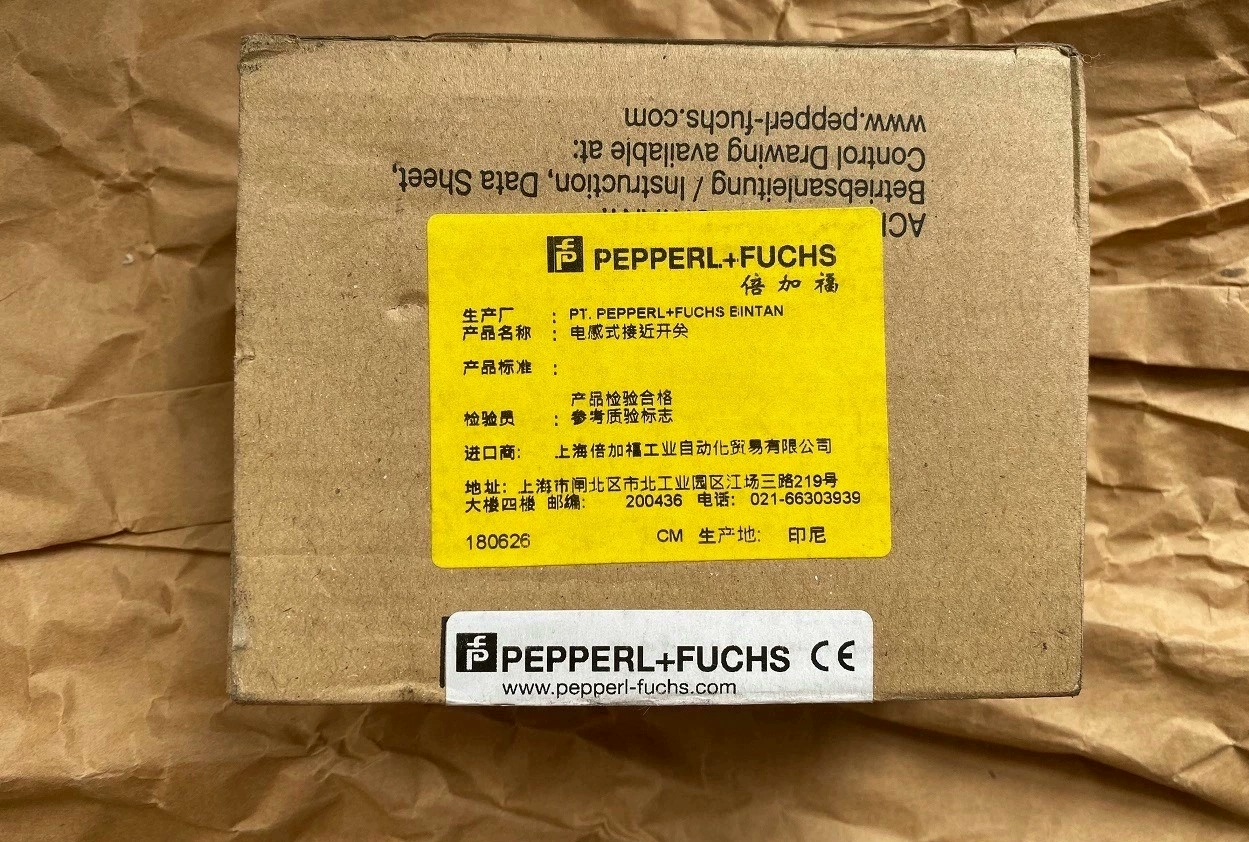 www.pepperl-fuchs.com
Control Drawing available at:
Betriebsanleitung / Instruction, Data Sheet,
PEPPERL+FUCHS
倍加福
生产厂 : PT. PEPPERL+FUCHS BINTAN
产品名称 : 电感式接近开关
产品标准 :
产品检验合格
检验员 : 参考质验标志
进口商: 上海倍加福工业自动化贸易有限公司
地址: 上海市闸北区市北工业园区江场三路219号
大楼四楼 邮编: 200436 电话: 021-66303939
180626 CM 生产地: 印尼
PEPPERL+FUCHS CE
www.pepperl-fuchs.com